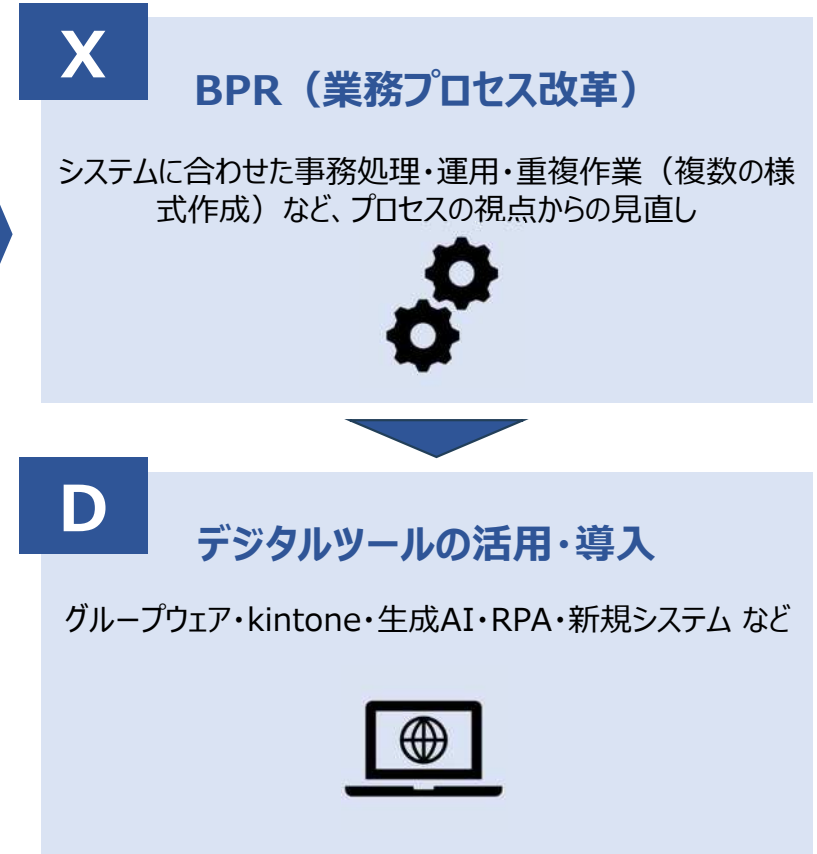 X
BPR（業務プロセス改革）
システムに合わせた事務処理･運用･重複作業（複数の様
式作成）など、プロセスの視点からの見直し
D
デジタルツールの活用･導入
グループウェア･kintone･生成AI･RPA･新規システム など